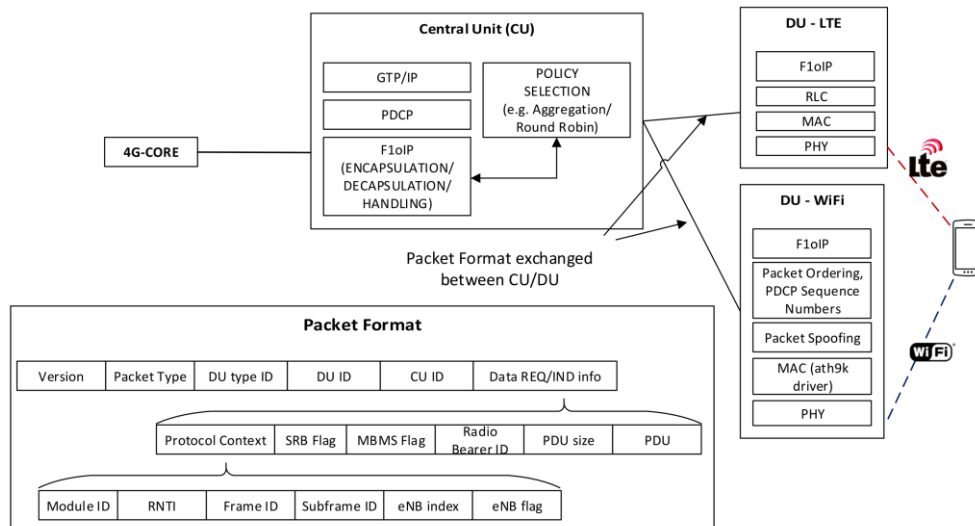 Central Unit (CU)
GTP/IP
PDCP
F1oIP
(ENCAPSULATION/
DECAPSULATION/
HANDLING)
POLICY
SELECTION
(e.g. Aggregation/
Round Robin)
4G-CORE
DU - LTE
F1oIP
RLC
MAC
PHY
Lte
DU - WiFi
F1oIP
Packet Ordering,
PDCP Sequence
Numbers
Packet Spoofing
MAC (ath9k
driver)
PHY
WiFi
Packet Format exchanged
between CU/DU
Packet Format
Version Packet Type DU type ID DU ID CU ID Data REQ/IND info
Protocol Context SRB Flag MBMS Flag Radio Bearer ID PDU size PDU
Module ID RNTI Frame ID Subframe ID eNB index eNB flag